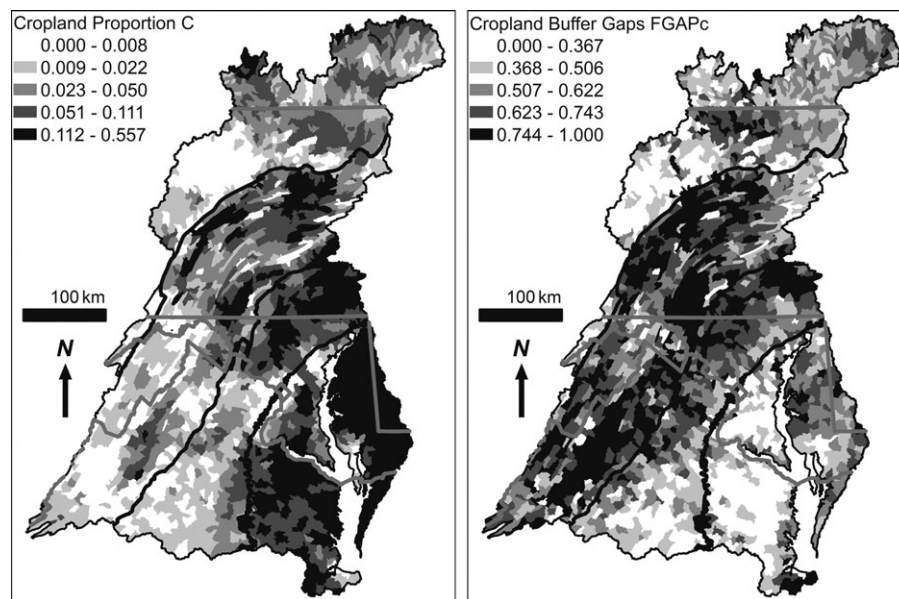 Cropland Proportion C
0.000 - 0.008
0.009 - 0.022
0.023 - 0.050
0.051 - 0.111
0.112 - 0.557
100 km
N
Cropland Buffer Gaps FGAPc
0.000 - 0.367
0.368 - 0.506
0.507 - 0.622
0.623 - 0.743
0.744 - 1.000
100 km
N